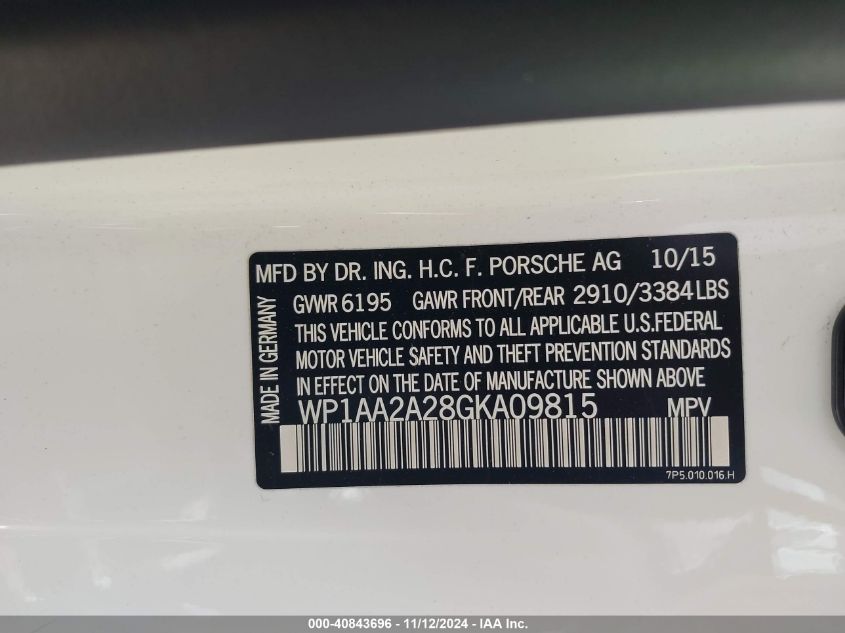 MFD BY DR. ING. H.C. F. PORSCHE AG 10/15
GVWR 6195 GAWR FRONT/REAR 2910/3384 LBS
THIS VEHICLE CONFORMS TO ALL APPLICABLE U.S.FEDERAL
MOTOR VEHICLE SAFETY AND THEFT PREVENTION STANDARDS
IN EFFECT ON THE DATE OF MANUFACTURE SHOWN ABOVE
WP1AA2A28GKA09815 MPV
7P5.010.016.H
MADE IN GERMANY
000-40843696 - 11/12/2024 - IAA Inc.